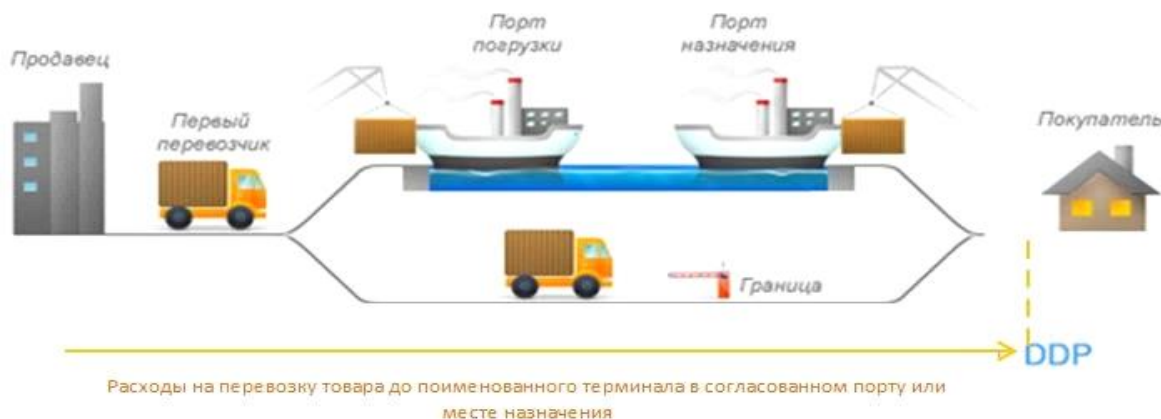 Продавец
Первый
перевозчик
Порт
погрузки
Порт
назначения
Покупатель
Граница
DDP
Расходы на перевозку товара до поименованного терминала в согласованном порту или
месте назначения